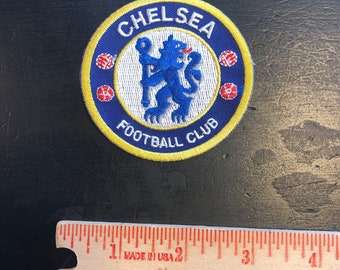 CHELSEA
FOOTBALL CLUB
1 MADE IN USA 2 3 4